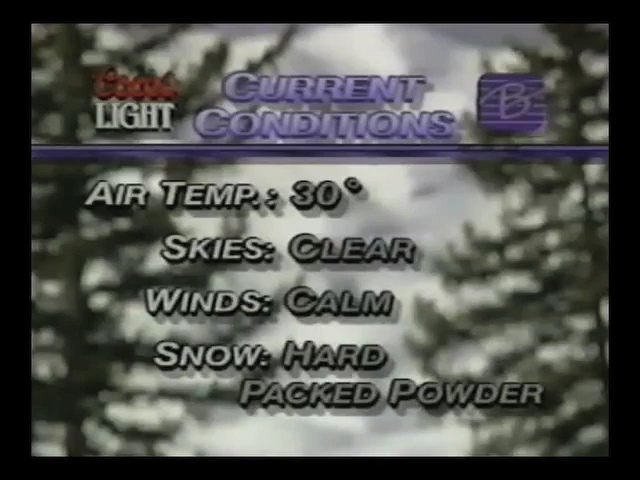 Coors
LIGHT
CURRENT
CONDITIONS
B
AIR TEMP.: 30°
SKIES: CLEAR
WINDS: CALM
SNOW: HARD
PACKED POWDER